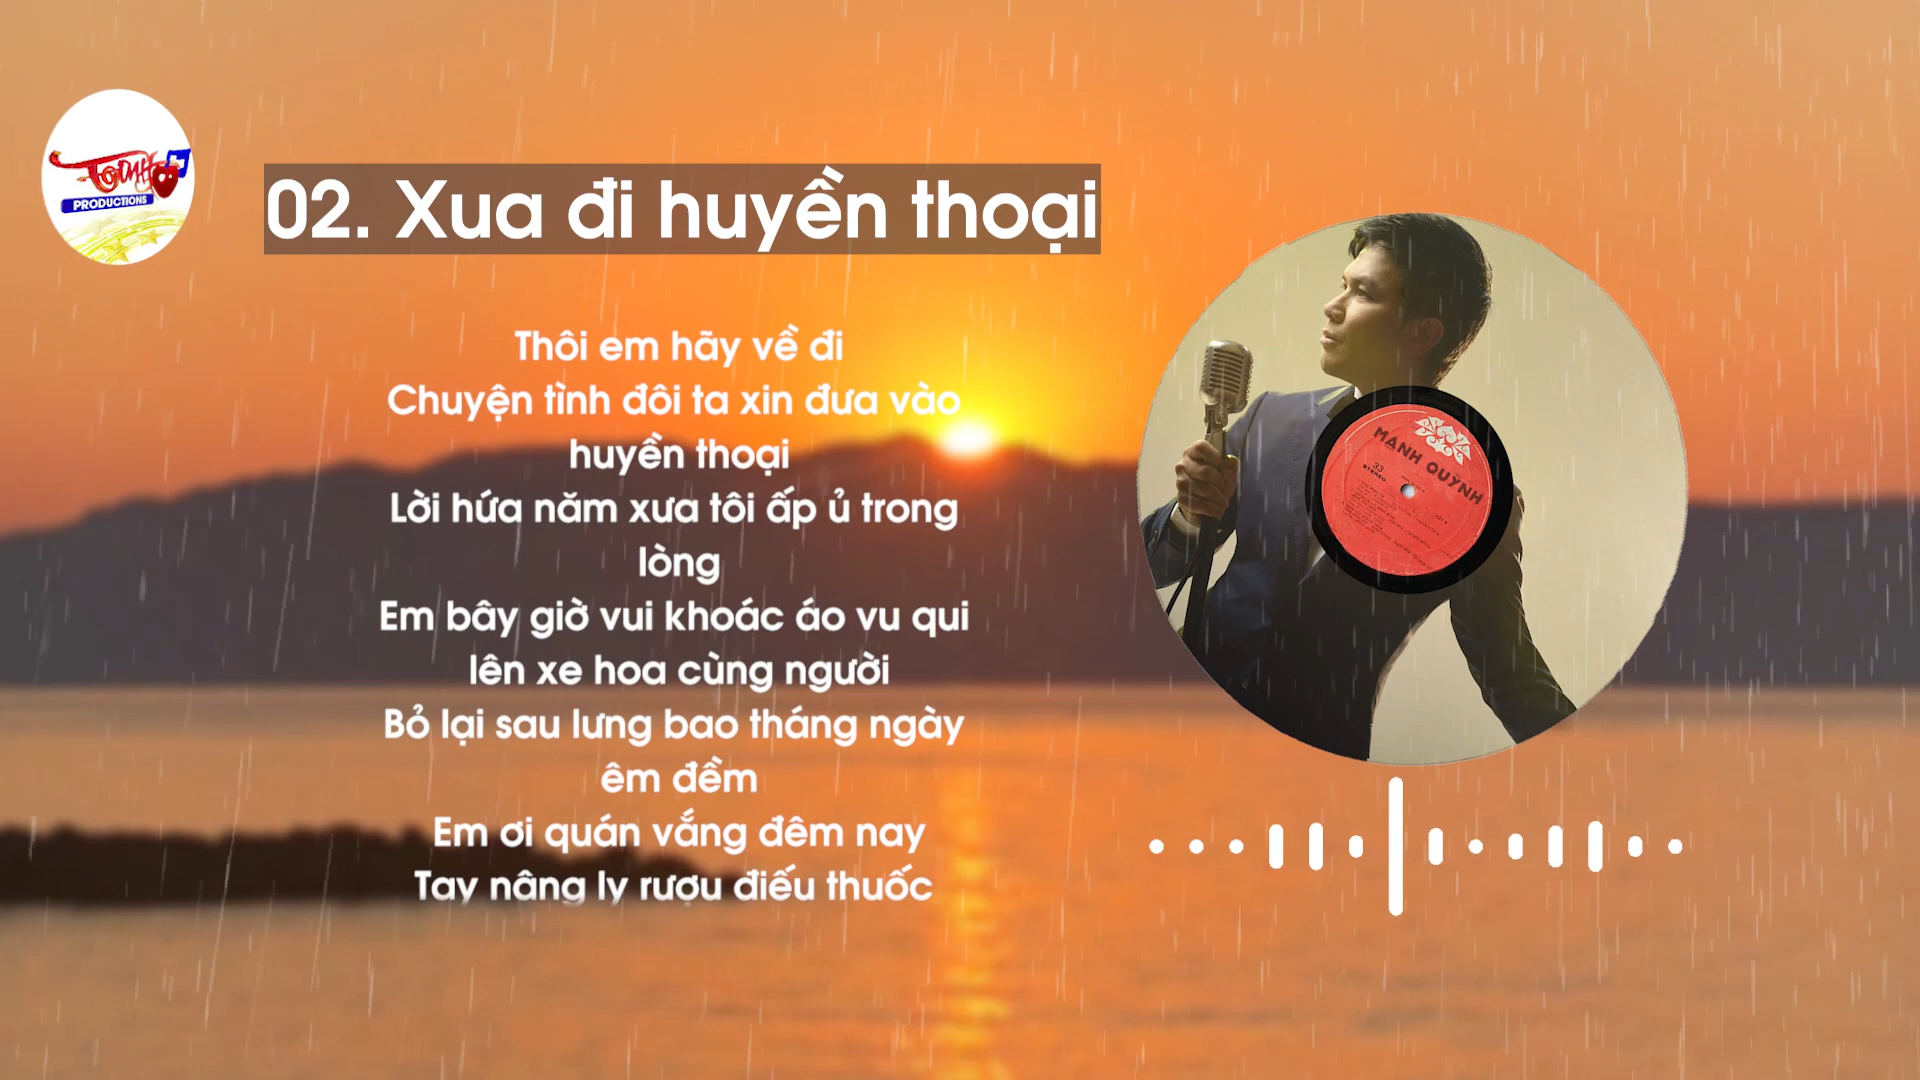 PRODUCTIONS
02. Xua đi huyền thoại
Thôi em hãy về đi
Chuyện tình đôi ta xin đưa vào
huyền thoại
Lời hứa năm xưa tôi ấp ủ trong
lòng
Em bây giờ vui khoác áo vu qui
lên xe hoa cùng người
Bỏ lại sau lưng bao tháng ngày
êm đềm
Em ơi quán vắng đêm nay
Tay nâng ly rượu điếu thuốc
MẠNH QUỲNH
33
STEREO